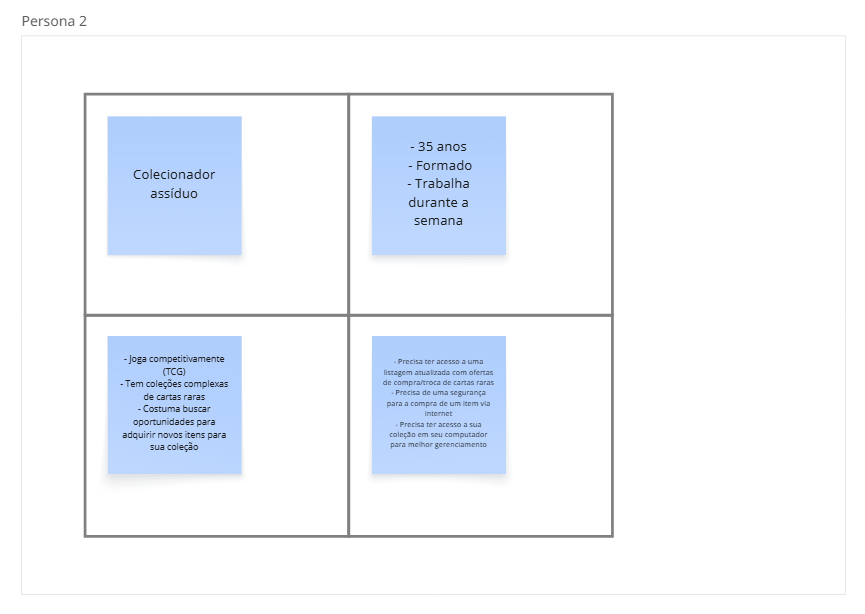 Persona 2
Colecionador
assíduo
- 35 anos
- Formado
- Trabalha
durante a
semana
- Joga competitivamente
(TCG)
- Tem coleções complexas
de cartas raras
- Costuma buscar
oportunidades para
adquirir novos itens para
sua coleção
- Precisa ter acesso a uma
listagem atualizada com ofertas
de compra/troca de cartas raras
- Precisa de uma segurança
para a compra de um item via
internet
- Precisa ter acesso a sua
coleção em seu computador
para melhor gerenciamento